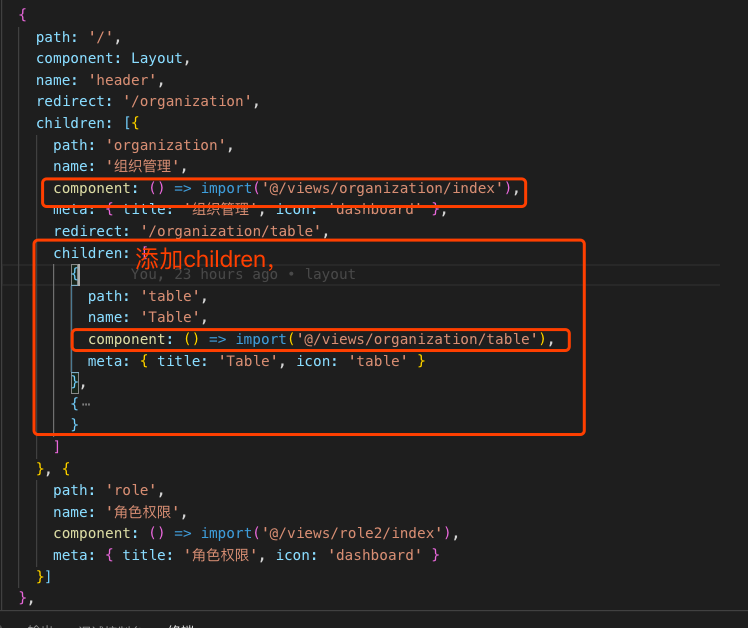 {
path: '/',
component: Layout,
name: 'header',
redirect: '/organization',
children: [{
path: 'organization',
name: '组织管理',
component: () => import('@/views/organization/index'),
meta: { title: '组织管理', icon: 'dashboard' },
redirect: '/organization/table',
children: [
添加children,
{
You, 23 hours ago • layout
path: 'table',
name: 'Table',
component: () => import('@/views/organization/table'),
meta: { title: 'Table', icon: 'table' }
},
{⋯
}
]
}, {
path: 'role',
name: '角色权限',
component: () => import('@/views/role2/index'),
meta: { title: '角色权限', icon: 'dashboard' }
}]
},